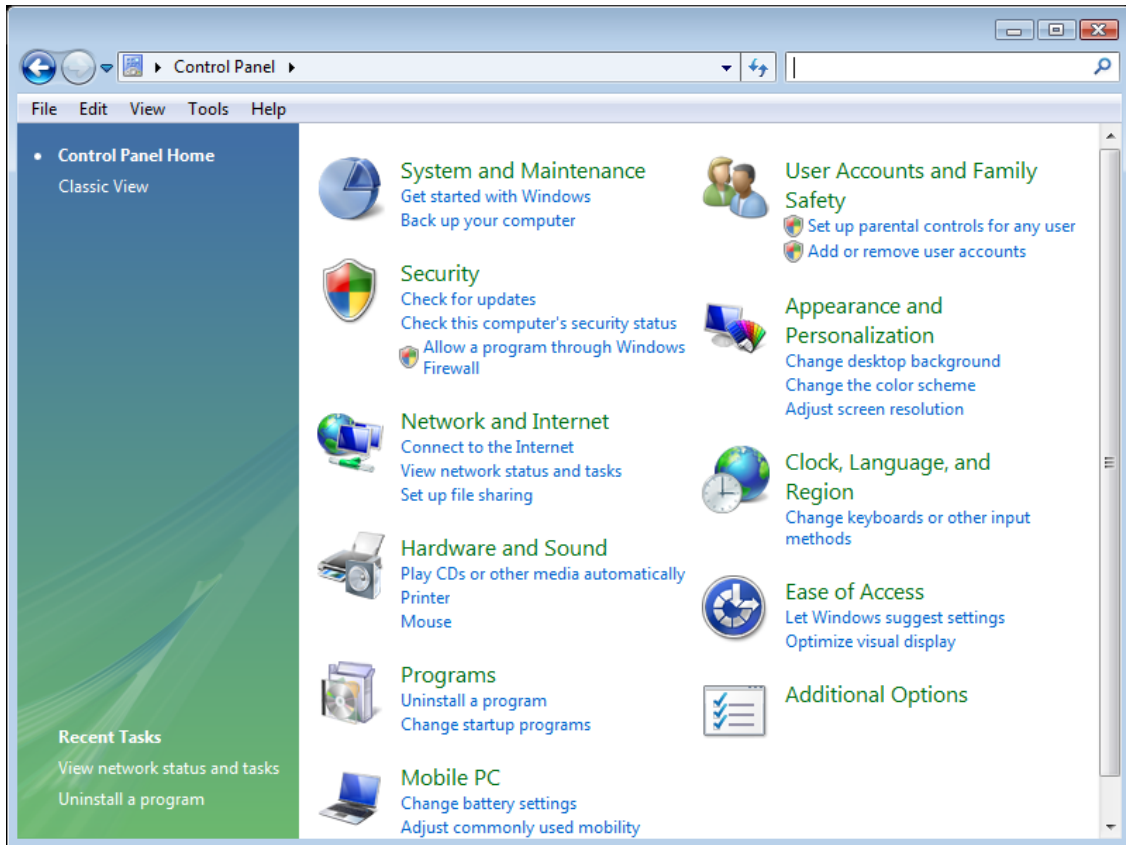 Control Panel
File Edit View Tools Help
Control Panel Home
Classic View
System and Maintenance
Get started with Windows
Back up your computer
Security
Check for updates
Check this computer's security status
Allow a program through Windows
Firewall
Network and Internet
Connect to the Internet
View network status and tasks
Set up file sharing
Hardware and Sound
Play CDs or other media automatically
Printer
Mouse
Programs
Uninstall a program
Change startup programs
Mobile PC
Change battery settings
Adjust commonly used mobility
User Accounts and Family
Safety
Set up parental controls for any user
Add or remove user accounts
Appearance and
Personalization
Change desktop background
Change the color scheme
Adjust screen resolution
Clock, Language, and
Region
Change keyboards or other input
methods
Ease of Access
Let Windows suggest settings
Optimize visual display
Additional Options
Recent Tasks
View network status and tasks
Uninstall a program